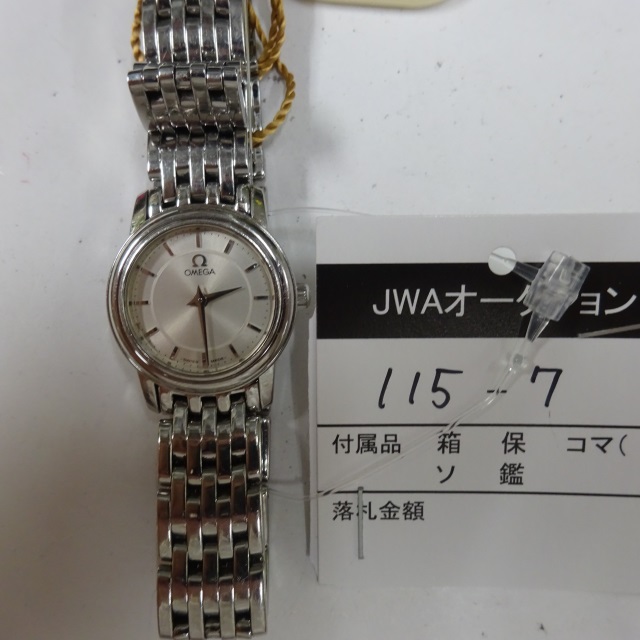 Ω
OMEGA
JWAオークション
115-7
付属品 箱 保 コマ(
ソ 鑑
落札金額